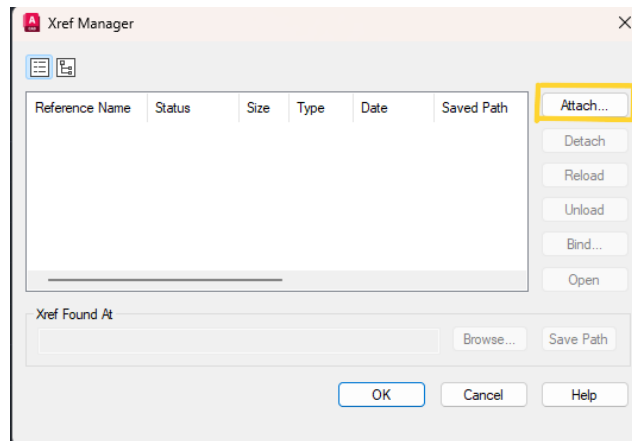 Xref Manager
Reference Name Status Size Type Date Saved Path
Attach...
Detach
Reload
Unload
Bind...
Open
Xref Found At
Browse... Save Path
OK Cancel Help